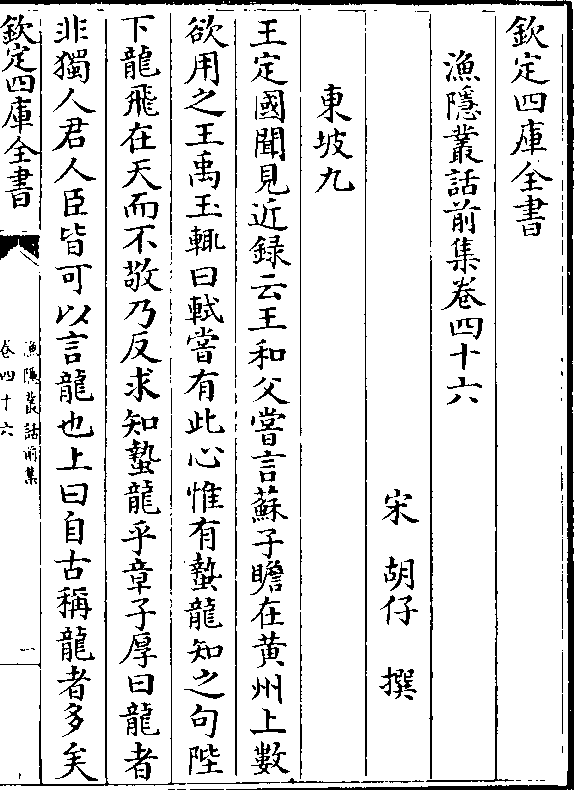 欽定四庫全書
漁隱叢話前集卷四十六
宋 胡仔 撰
東坡九
王定國聞見近録云王和父嘗言蘇子瞻在黄州上數
欲用之王禹玉輒曰軾嘗有此心惟有蟄龍知之句陛
下龍飛在天而不敬乃反求知蟄龍乎章子厚曰龍者
非獨人君人臣皆可以言龍也上曰自古稱龍者多矣
欽定四庫全書
漁隱叢話前集
卷四十六
一